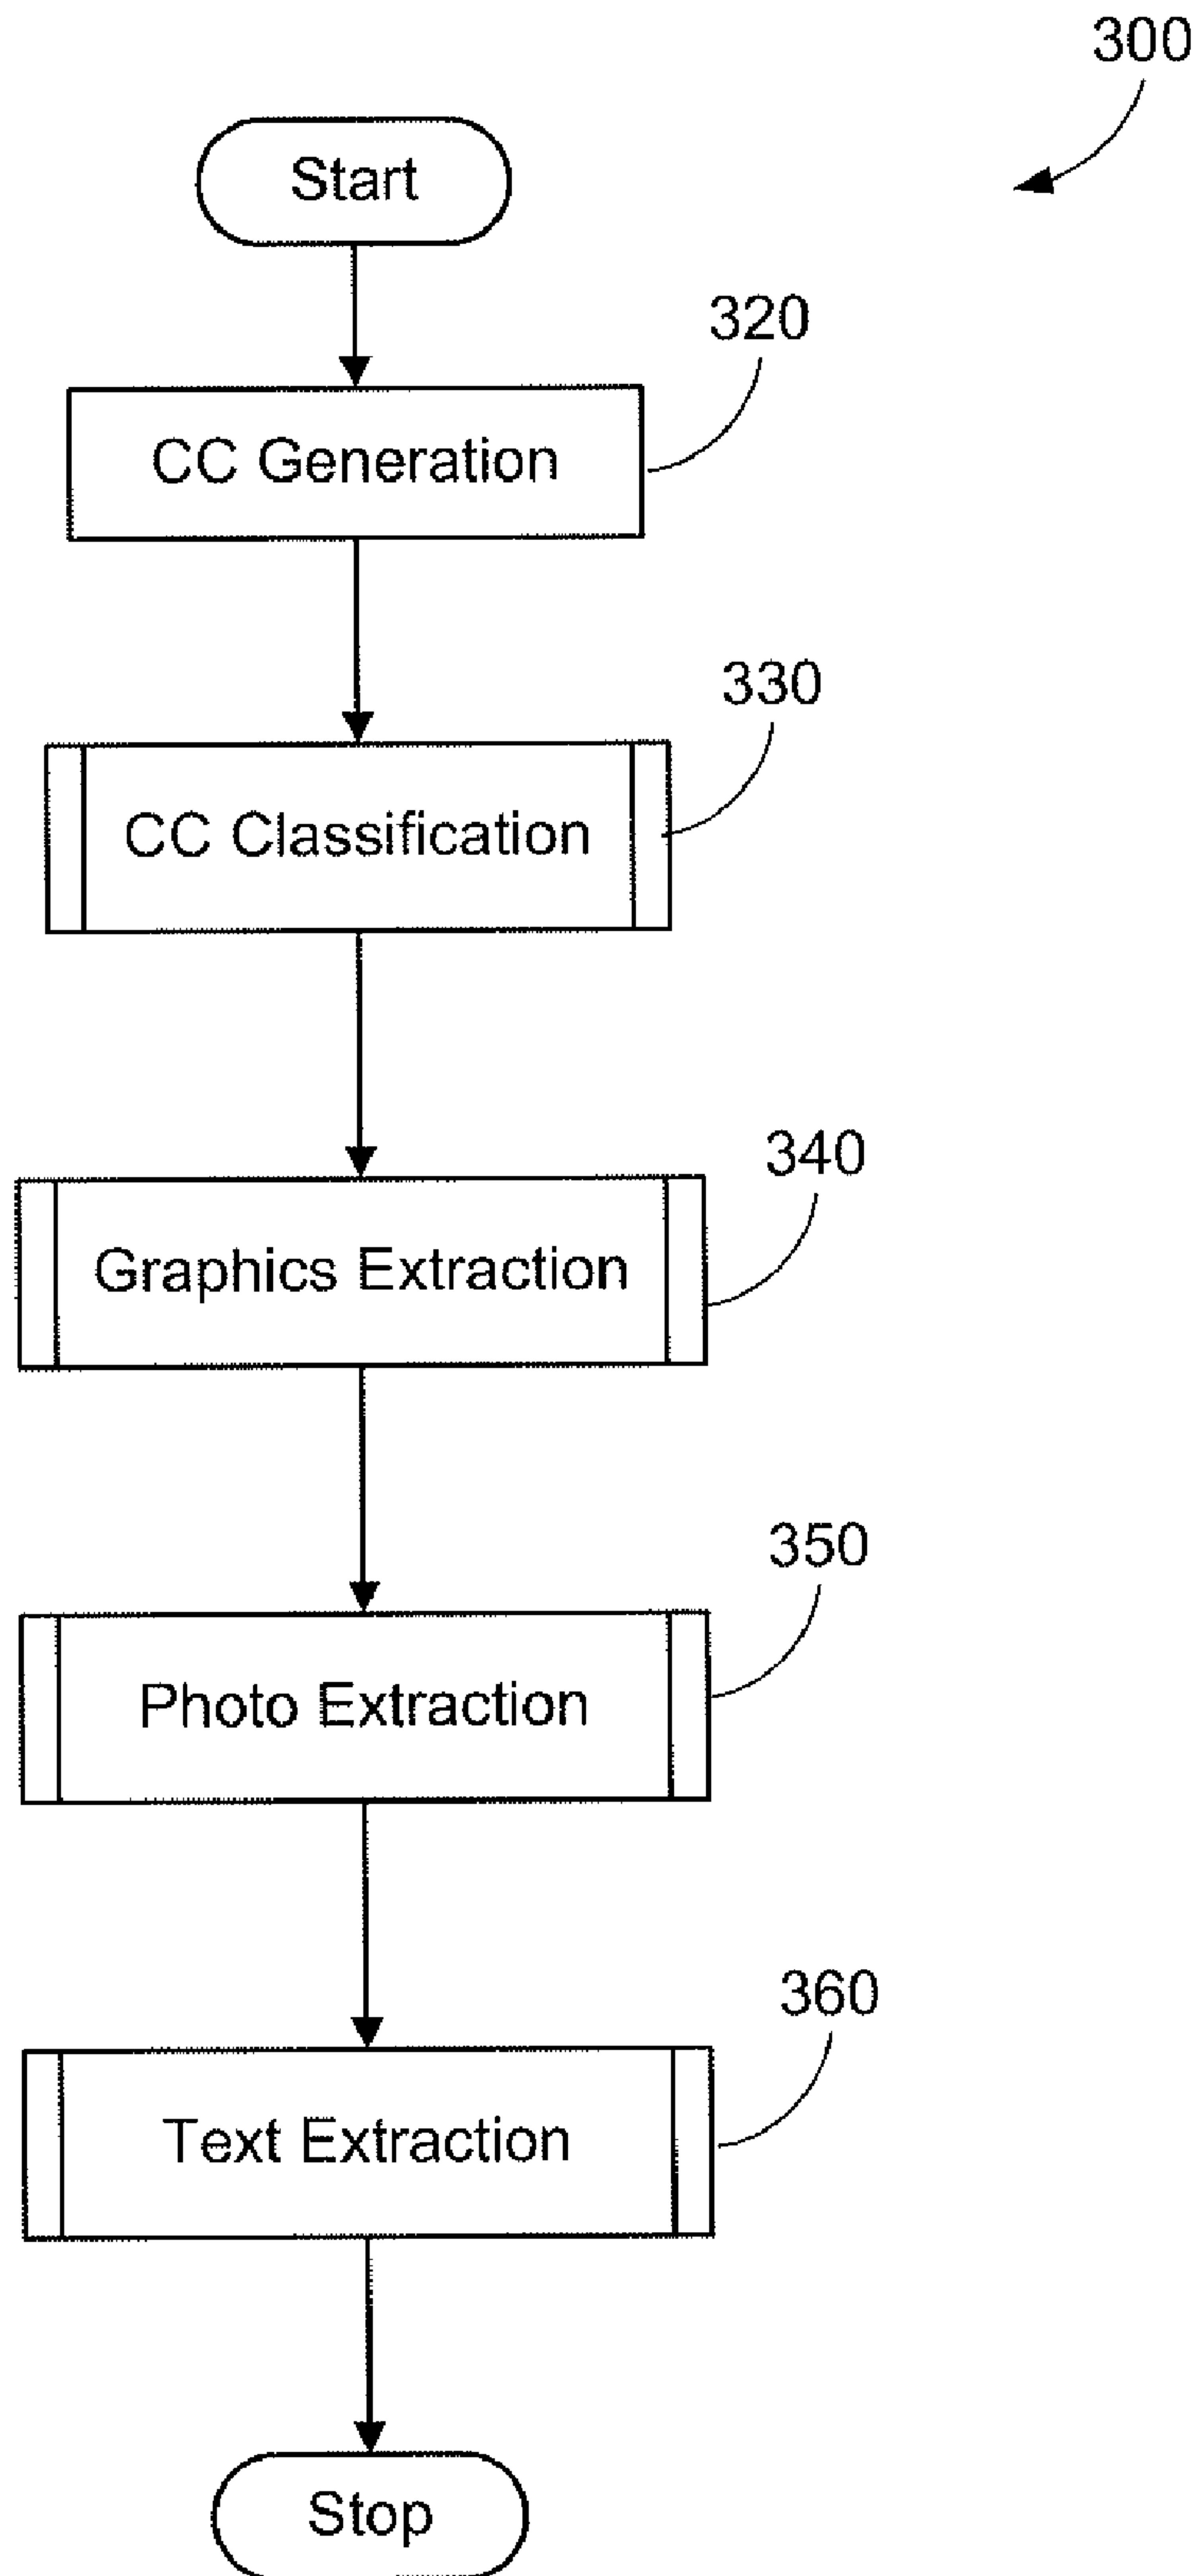 300
Start
320
CC Generation
330
CC Classification
340
Graphics Extraction
350
Photo Extraction
360
Text Extraction
Stop